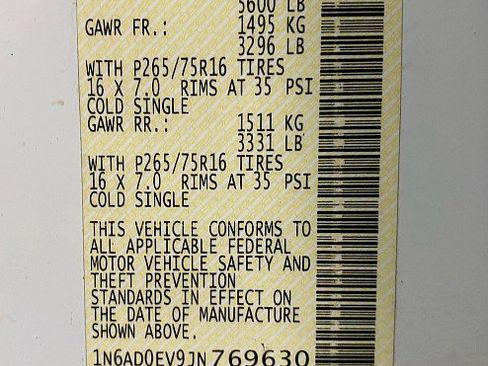 5600 LB
GAWR FR.: 1495 KG
3296 LB
WITH P265/75R16 TIRES
16 X 7.0 RIMS AT 35 PSI
COLD SINGLE
GAWR RR.: 1511 KG
3331 LB
WITH P265/75R16 TIRES
16 X 7.0 RIMS AT 35 PSI
COLD SINGLE
THIS VEHICLE CONFORMS TO
ALL APPLICABLE FEDERAL
MOTOR VEHICLE SAFETY AND
THEFT PREVENTION
STANDARDS IN EFFECT ON
THE DATE OF MANUFACTURE
SHOWN ABOVE.
1N6AD0EV9JN769630